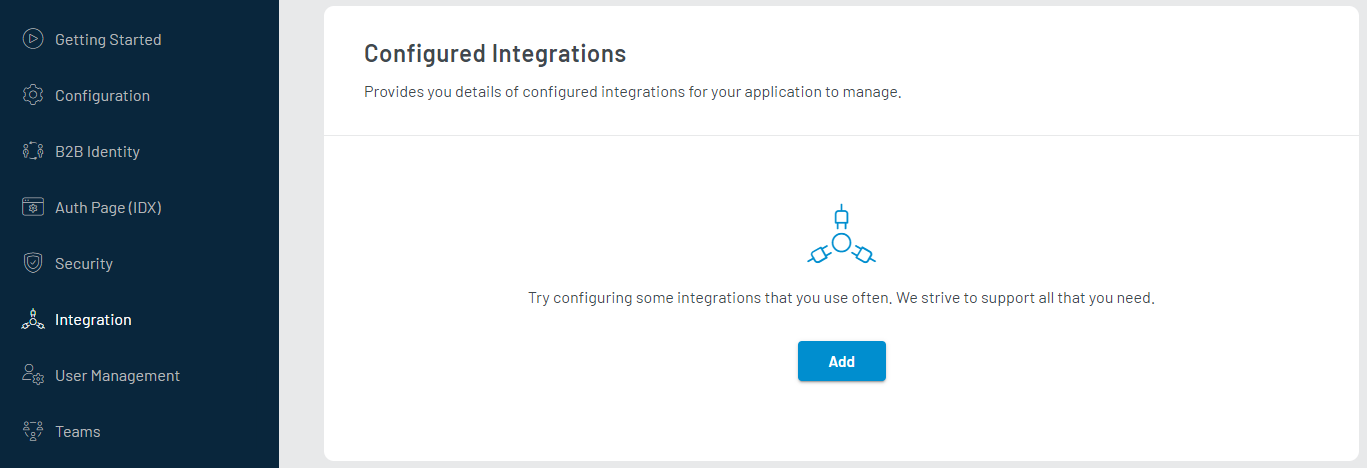 Getting Started
Configuration
B2B Identity
Auth Page (IDX)
Security
Integration
User Management
Teams
Configured Integrations
Provides you details of configured integrations for your application to manage.
Try configuring some integrations that you use often. We strive to support all that you need.
Add